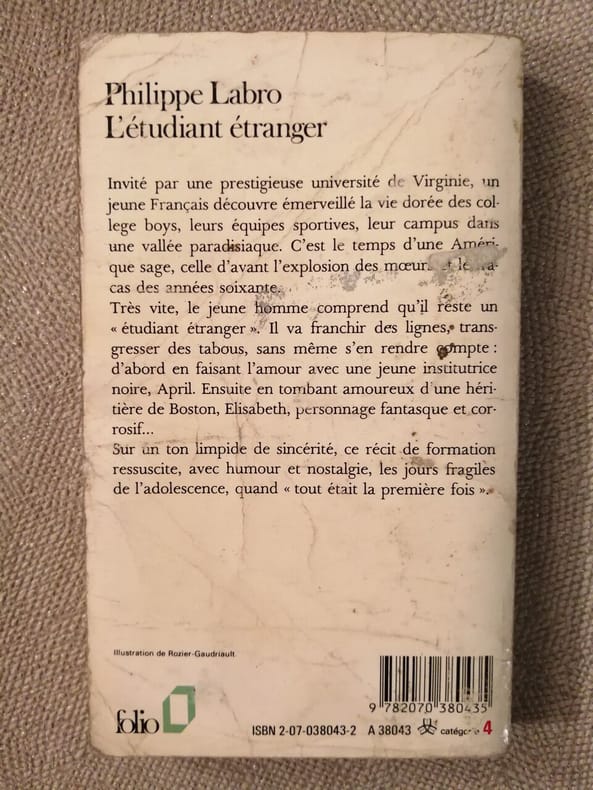 Philippe Labro
L'étudiant étranger
Invité par une prestigieuse université de Virginie, un
jeune Français découvre émerveillé la vie dorée des col-
lege boys, leurs équipes sportives, leur campus dans
une vallée paradisiaque. C'est le temps d'une Améri-
que sage, celle d'avant l'explosion des mœurs et le fra-
cas des années soixante.
Très vite, le jeune homme comprend qu'il reste un
« étudiant étranger ». Il va franchir des lignes, trans-
gresser des tabous, sans même s'en rendre compte :
d'abord en faisant l'amour avec une jeune institutrice
noire, April. Ensuite en tombant amoureux d'une héri-
tière de Boston, Elisabeth, personnage fantasque et cor-
rosif...
Sur un ton limpide de sincérité, ce récit de formation
ressuscite, avec humour et nostalgie, les jours fragiles
de l'adolescence, quand « tout était la première fois ».
Illustration de Rozier-Gaudriault.
9 782070 380435
folio ISBN 2-07-038043-2 A 38043 catégorie 4